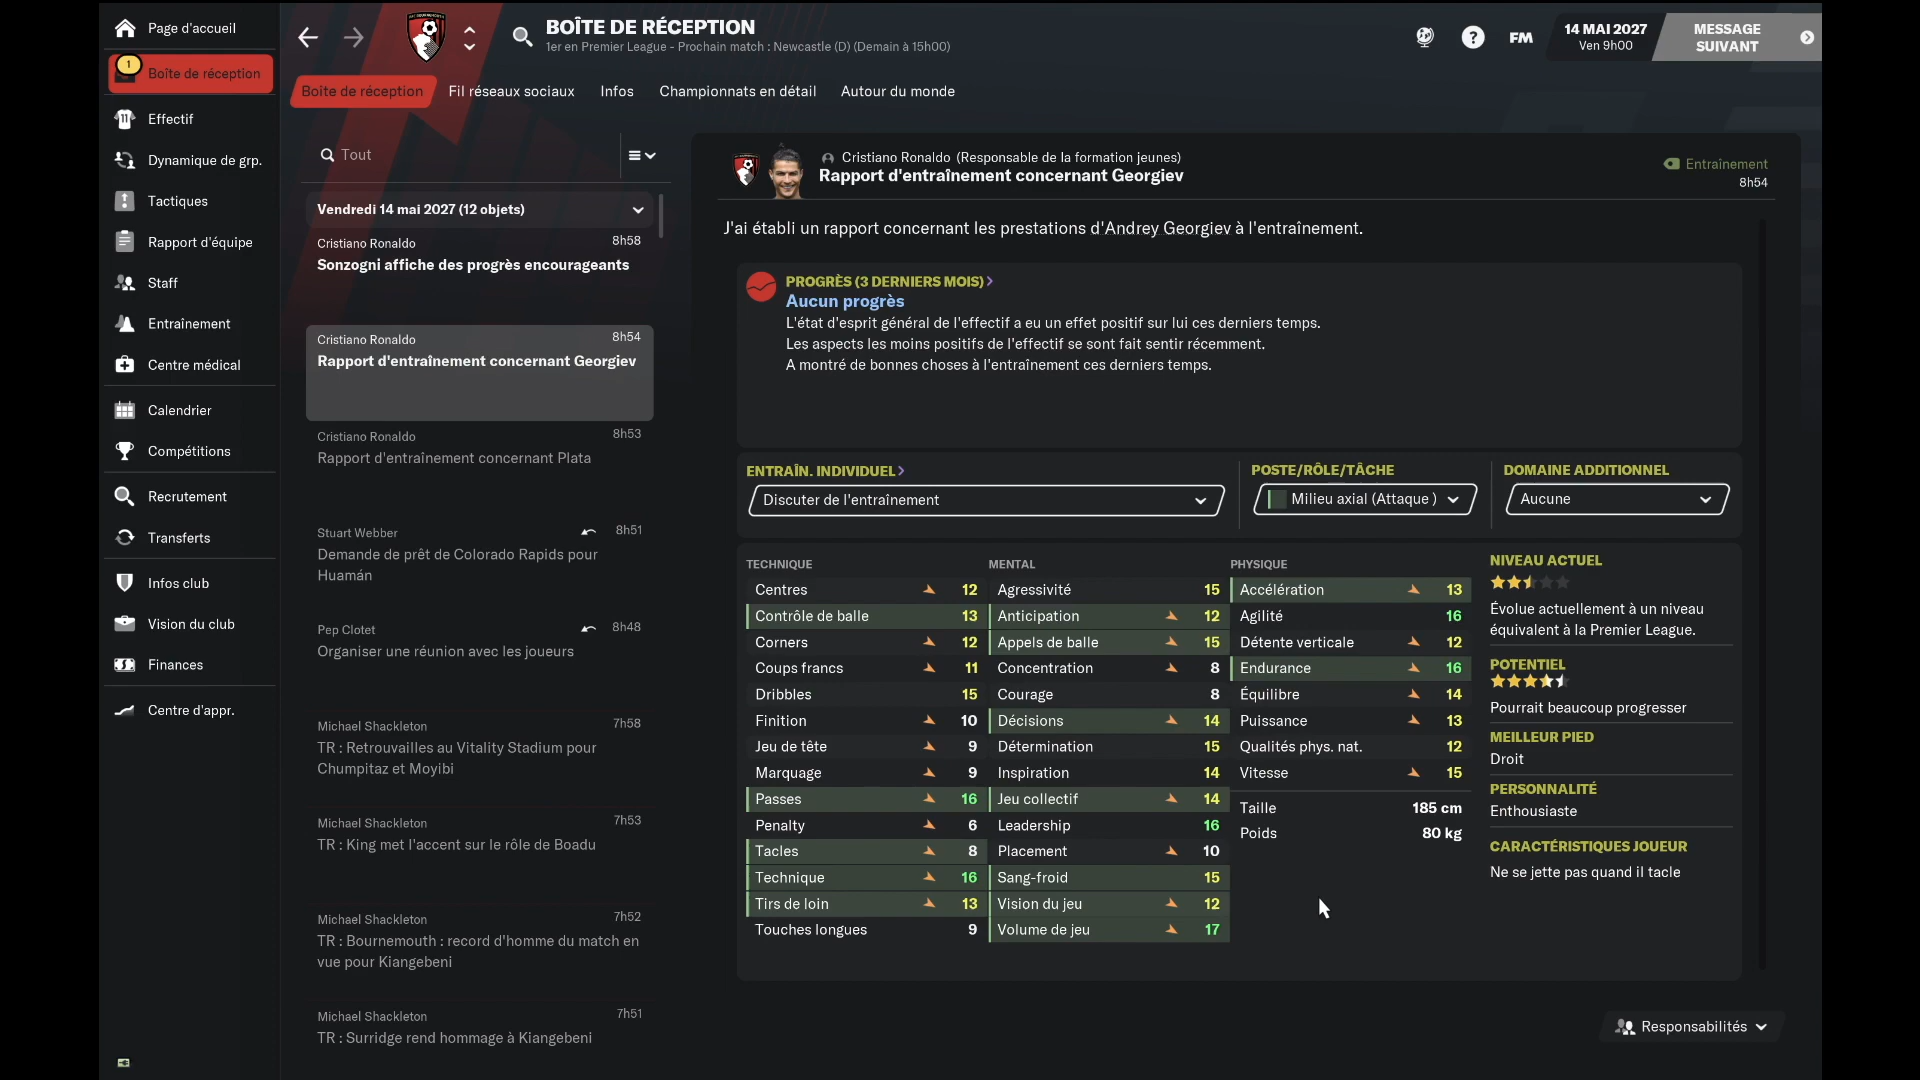 Page d'accueil
1
Boîte de réception
Effectif
Dynamique de grp.
Tactiques
Rapport d'équipe
Staff
Entraînement
Centre médical
Calendrier
Compétitions
Recrutement
Transferts
Infos club
Vision du club
Finances
Centre d'appr.
BOÎTE DE RÉCEPTION
1er en Premier League - Prochain match : Newcastle (D) (Demain à 15h00)
? FM
14 MAI 2027
Ven 9h00
MESSAGE
SUIVANT
Boîte de réception Fil réseaux sociaux Infos Championnats en détail Autour du monde
Tout
Vendredi 14 mai 2027 (12 objets)
Cristiano Ronaldo 8h58
Sonzogni affiche des progrès encourageants
Cristiano Ronaldo 8h54
Rapport d'entraînement concernant Georgiev
Cristiano Ronaldo 8h53
Rapport d'entraînement concernant Plata
Stuart Webber 8h51
Demande de prêt de Colorado Rapids pour
Huamán
Pep Clotet 8h48
Organiser une réunion avec les joueurs
Michael Shackleton 7h58
TR : Retrouvailles au Vitality Stadium pour
Chumpitaz et Moyibi
Michael Shackleton 7h53
TR : King met l'accent sur le rôle de Boadu
Michael Shackleton 7h52
TR : Bournemouth : record d'homme du match en
vue pour Kiangebeni
Michael Shackleton 7h51
TR : Surridge rend hommage à Kiangebeni
Cristiano Ronaldo (Responsable de la formation jeunes)
Rapport d'entraînement concernant Georgiev
Entraînement
8h54
J'ai établi un rapport concernant les prestations d'Andrey Georgiev à l'entraînement.
PROGRÈS (3 DERNIERS MOIS)
Aucun progrès
L'état d'esprit général de l'effectif a eu un effet positif sur lui ces derniers temps.
Les aspects les moins positifs de l'effectif se sont fait sentir récemment.
A montré de bonnes choses à l'entraînement ces derniers temps.
ENTRAÎN. INDIVIDUEL
Discuter de l'entraînement
POSTE/RÔLE/TÂCHE
Milieu axial (Attaque )
DOMAINE ADDITIONNEL
Aucune
TECHNIQUE
Centres 12
Contrôle de balle 13
Corners 12
Coups francs 11
Dribbles 15
Finition 10
Jeu de tête 9
Marquage 9
Passes 16
Penalty 6
Tacles 8
Technique 16
Tirs de loin 13
Touches longues 9
MENTAL
Agressivité 15
Anticipation 12
Appels de balle 15
Concentration 8
Courage 8
Décisions 14
Détermination 15
Inspiration 14
Jeu collectif 14
Leadership 16
Placement 10
Sang-froid 15
Vision du jeu 12
Volume de jeu 17
PHYSIQUE
Accélération 13
Agilité 16
Détente verticale 12
Endurance 16
Équilibre 14
Puissance 13
Qualités phys. nat. 12
Vitesse 15
Taille 185 cm
Poids 80 kg
NIVEAU ACTUEL
Évolue actuellement à un niveau
équivalent à la Premier League.
POTENTIEL
Pourrait beaucoup progresser
MEILLEUR PIED
Droit
PERSONNALITÉ
Enthousiaste
CARACTÉRISTIQUES JOUEUR
Ne se jette pas quand il tacle
Responsabilités